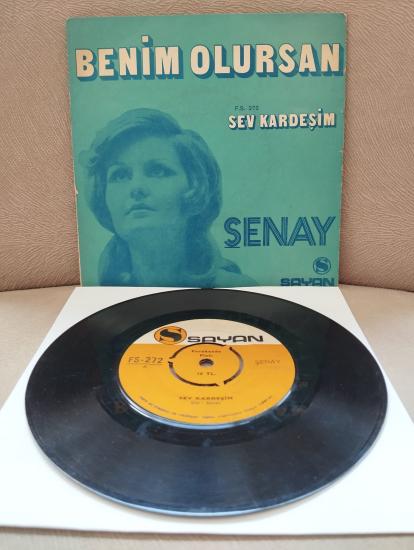 BENİM OLURSAN
F.S. 272
SEV KARDEŞİM
ŞENAY
S SAYAN
S SAYAN
FS-272
ŞENAY
SEV KARDEŞİM